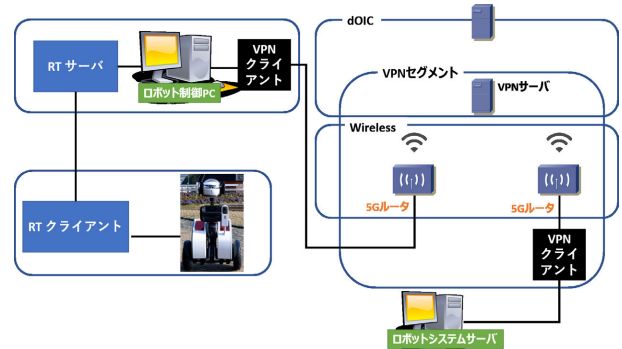 dOIC
RT サーバ
VPN
クライ
アント
ロボット制御PC
VPNセグメント
VPNサーバ
Wireless
RT クライアント
5Gルータ
5Gルータ
VPN
クライ
アント
ロボットシステムサーバ